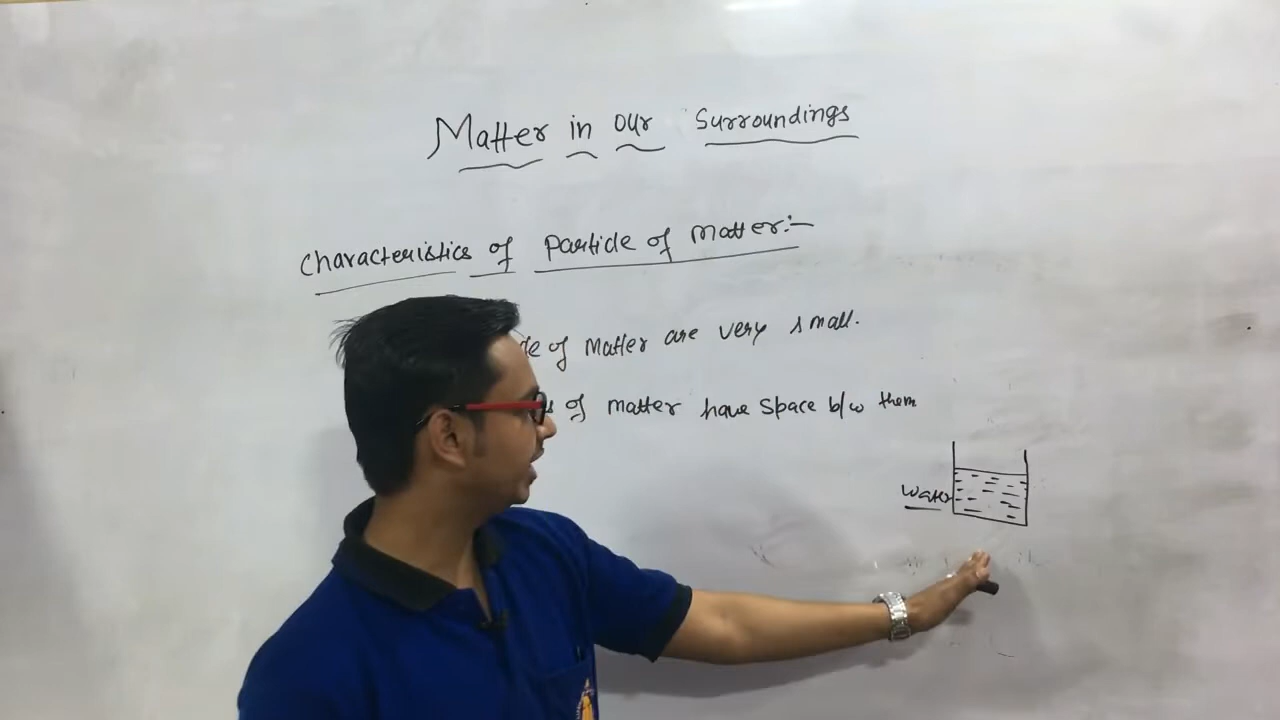 Matter in our Surroundings
Characteristics of Particle of Matter:-
of Matter are very small.
of matter have space b/w them
Water